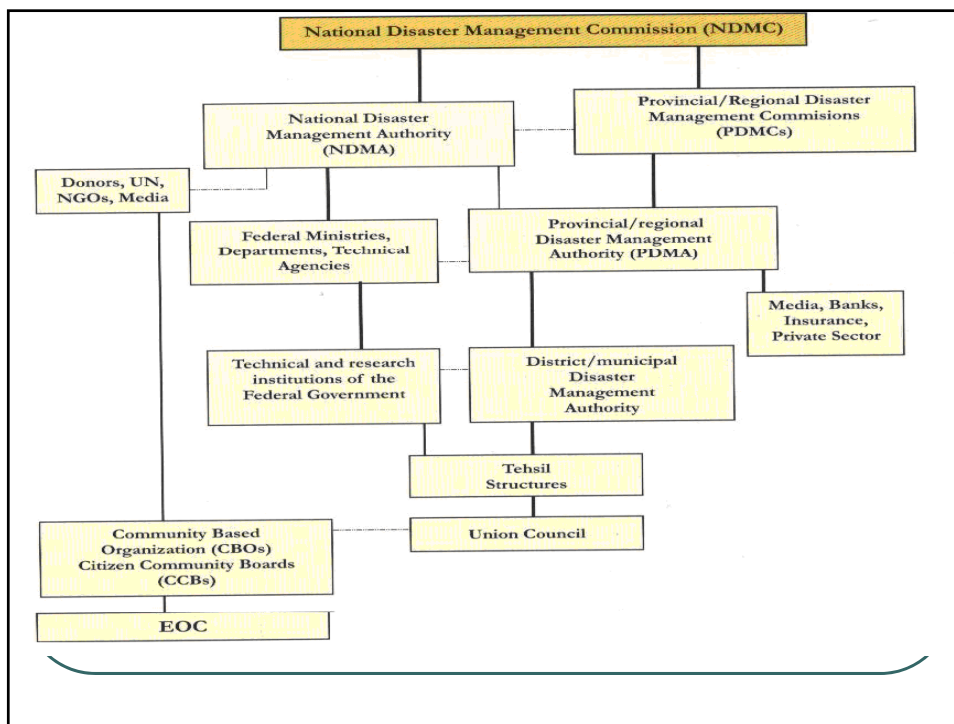 National Disaster Management Commission (NDMC)
National Disaster
Management Authority
(NDMA)
Provincial/Regional Disaster
Management Commisions
(PDMCs)
Donors, UN,
NGOs, Media
Federal Ministries,
Departments, Technical
Agencies
Provincial/regional
Disaster Management
Authority (PDMA)
Media, Banks,
Insurance,
Private Sector
Technical and research
institutions of the
Federal Government
District/municipal
Disaster
Management
Authority
Tehsil
Structures
Community Based
Organization (CBOs)
Citizen Community Boards
(CCBs)
Union Council
EOC